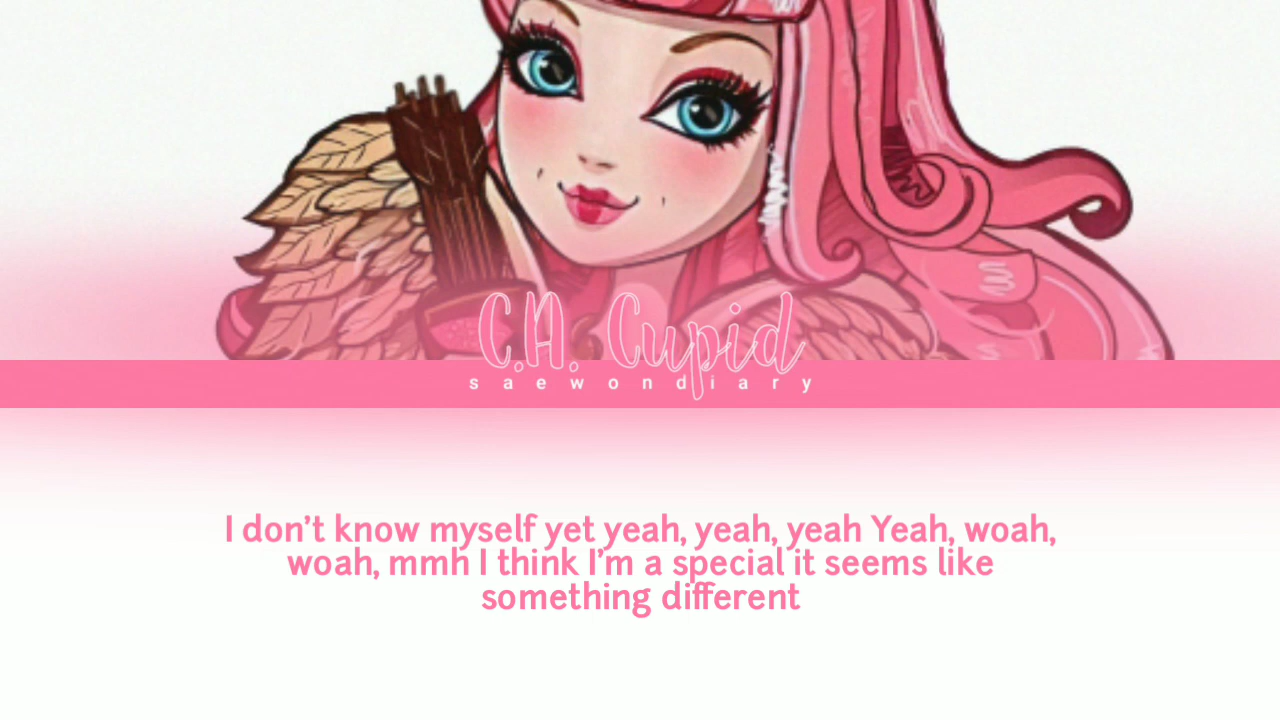 C.A. Cupid
saewondiary
I don't know myself yet yeah, yeah, yeah Yeah, woah,
woah, mmh I think I'm a special it seems like
something different